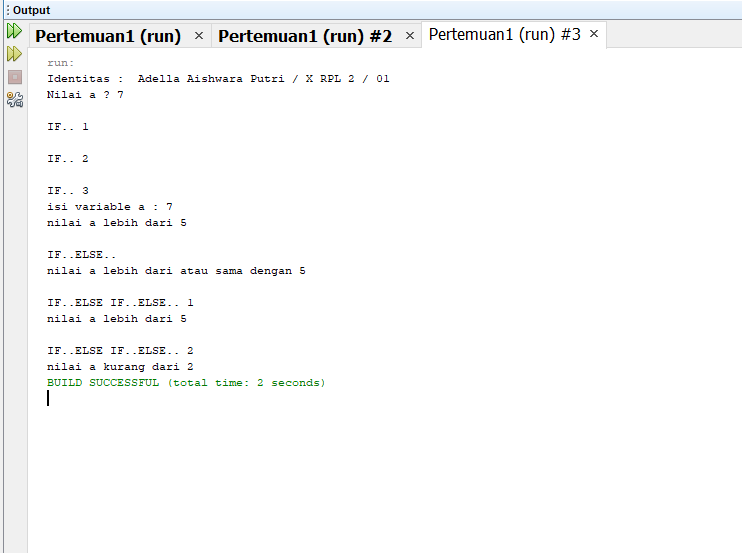 Output
Pertemuan1 (run) × Pertemuan1 (run) #2 × Pertemuan1 (run) #3 ×
run:
Identitas :  Adella Aishwara Putri / X RPL 2 / 01
Nilai a ? 7
IF.. 1
IF.. 2
IF.. 3
isi variable a : 7
nilai a lebih dari 5
IF..ELSE..
nilai a lebih dari atau sama dengan 5
IF..ELSE IF..ELSE.. 1
nilai a lebih dari 5
IF..ELSE IF..ELSE.. 2
nilai a kurang dari 2
BUILD SUCCESSFUL (total time: 2 seconds)